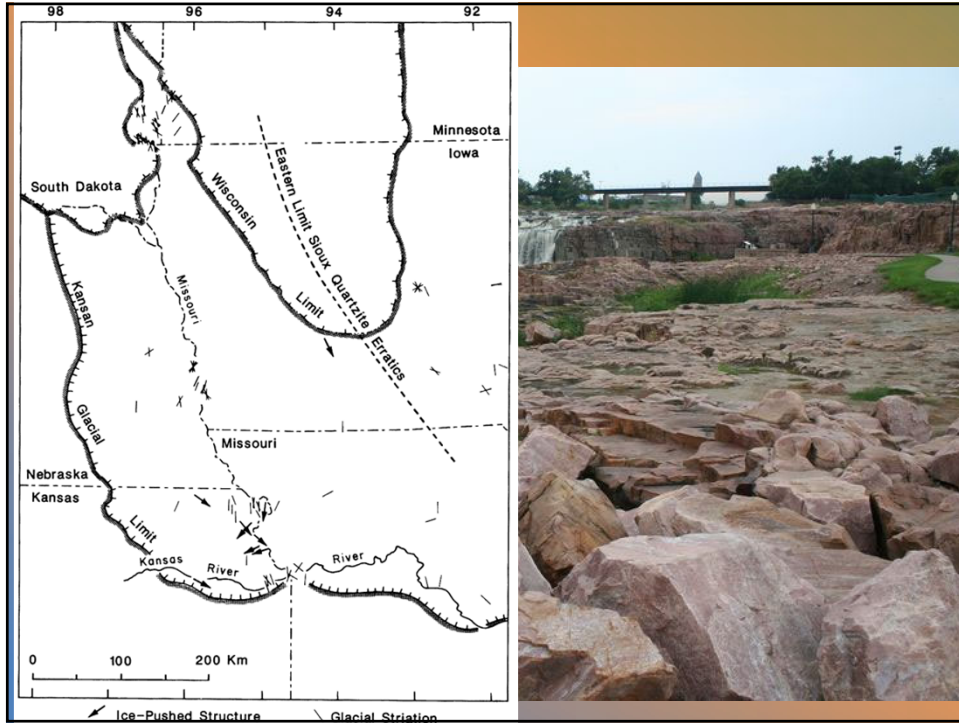 98 96 94 92
Minnesota
Iowa
South Dakota
Wisconsin
Limit
Eastern Limit Sioux Quartzite Erratics
Missouri
Kansan
Glacial
Limit
Missouri
Nebraska
Kansas
Kansas River
River
0 100 200 Km
Ice-Pushed Structure
Glacial Striation